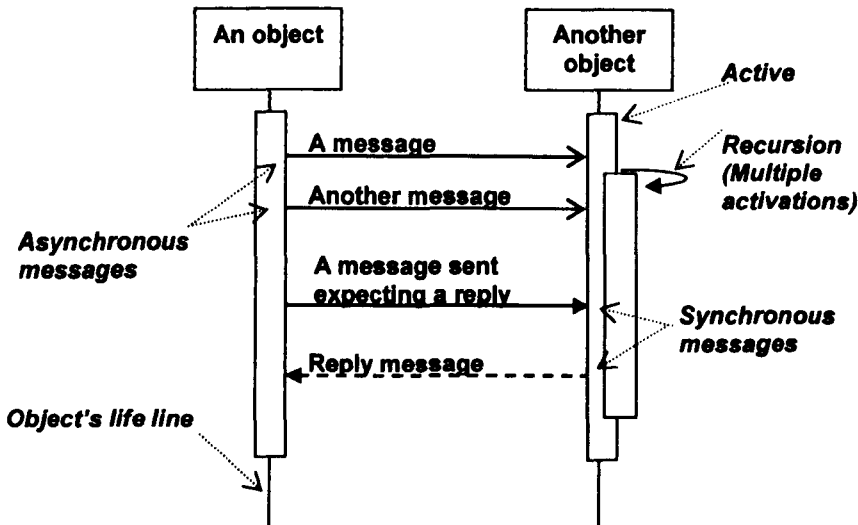 An object
Another
object
Active
A message
Recursion
(Multiple
activations)
Another message
Asynchronous
messages
A message sent
expecting a reply
Synchronous
messages
Reply message
Object's life line